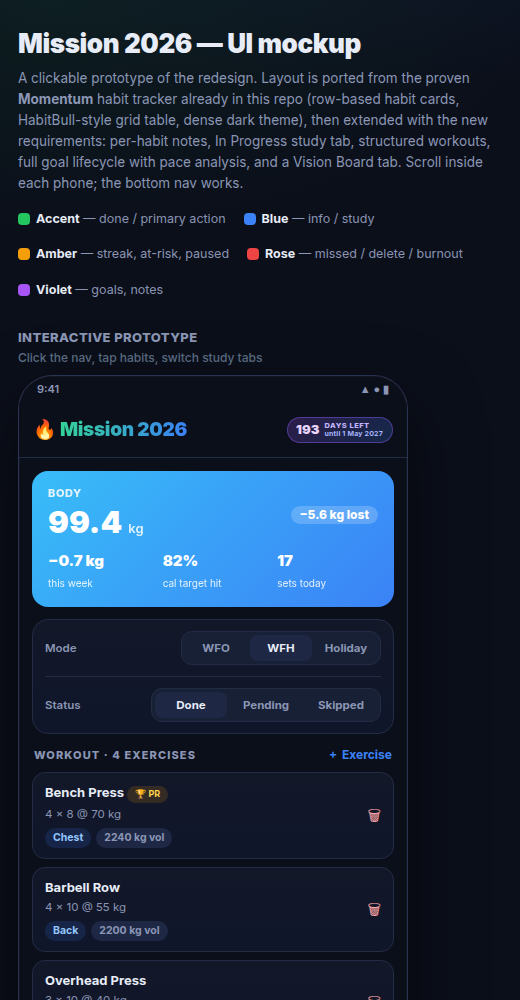 Mission 2026 — UI mockup
A clickable prototype of the redesign. Layout is ported from the proven
Momentum habit tracker already in this repo (row-based habit cards,
HabitBull-style grid table, dense dark theme), then extended with the new
requirements: per-habit notes, In Progress study tab, structured workouts,
full goal lifecycle with pace analysis, and a Vision Board tab. Scroll inside
each phone; the bottom nav works.
Accent — done / primary action
Blue — info / study
Amber — streak, at-risk, paused
Rose — missed / delete / burnout
Violet — goals, notes
INTERACTIVE PROTOTYPE
Click the nav, tap habits, switch study tabs
9:41
🔥 Mission 2026
193 DAYS LEFT
until 1 May 2027
BODY
99.4 kg
−5.6 kg lost
−0.7 kg 82% 17
this week cal target hit sets today
Mode WFO WFH Holiday
Status Done Pending Skipped
WORKOUT · 4 EXERCISES + Exercise
Bench Press 🏆 PR
4 × 8 @ 70 kg
Chest 2240 kg vol
Barbell Row
4 × 10 @ 55 kg
Back 2200 kg vol
Overhead Press
3 × 10 @ 40 kg